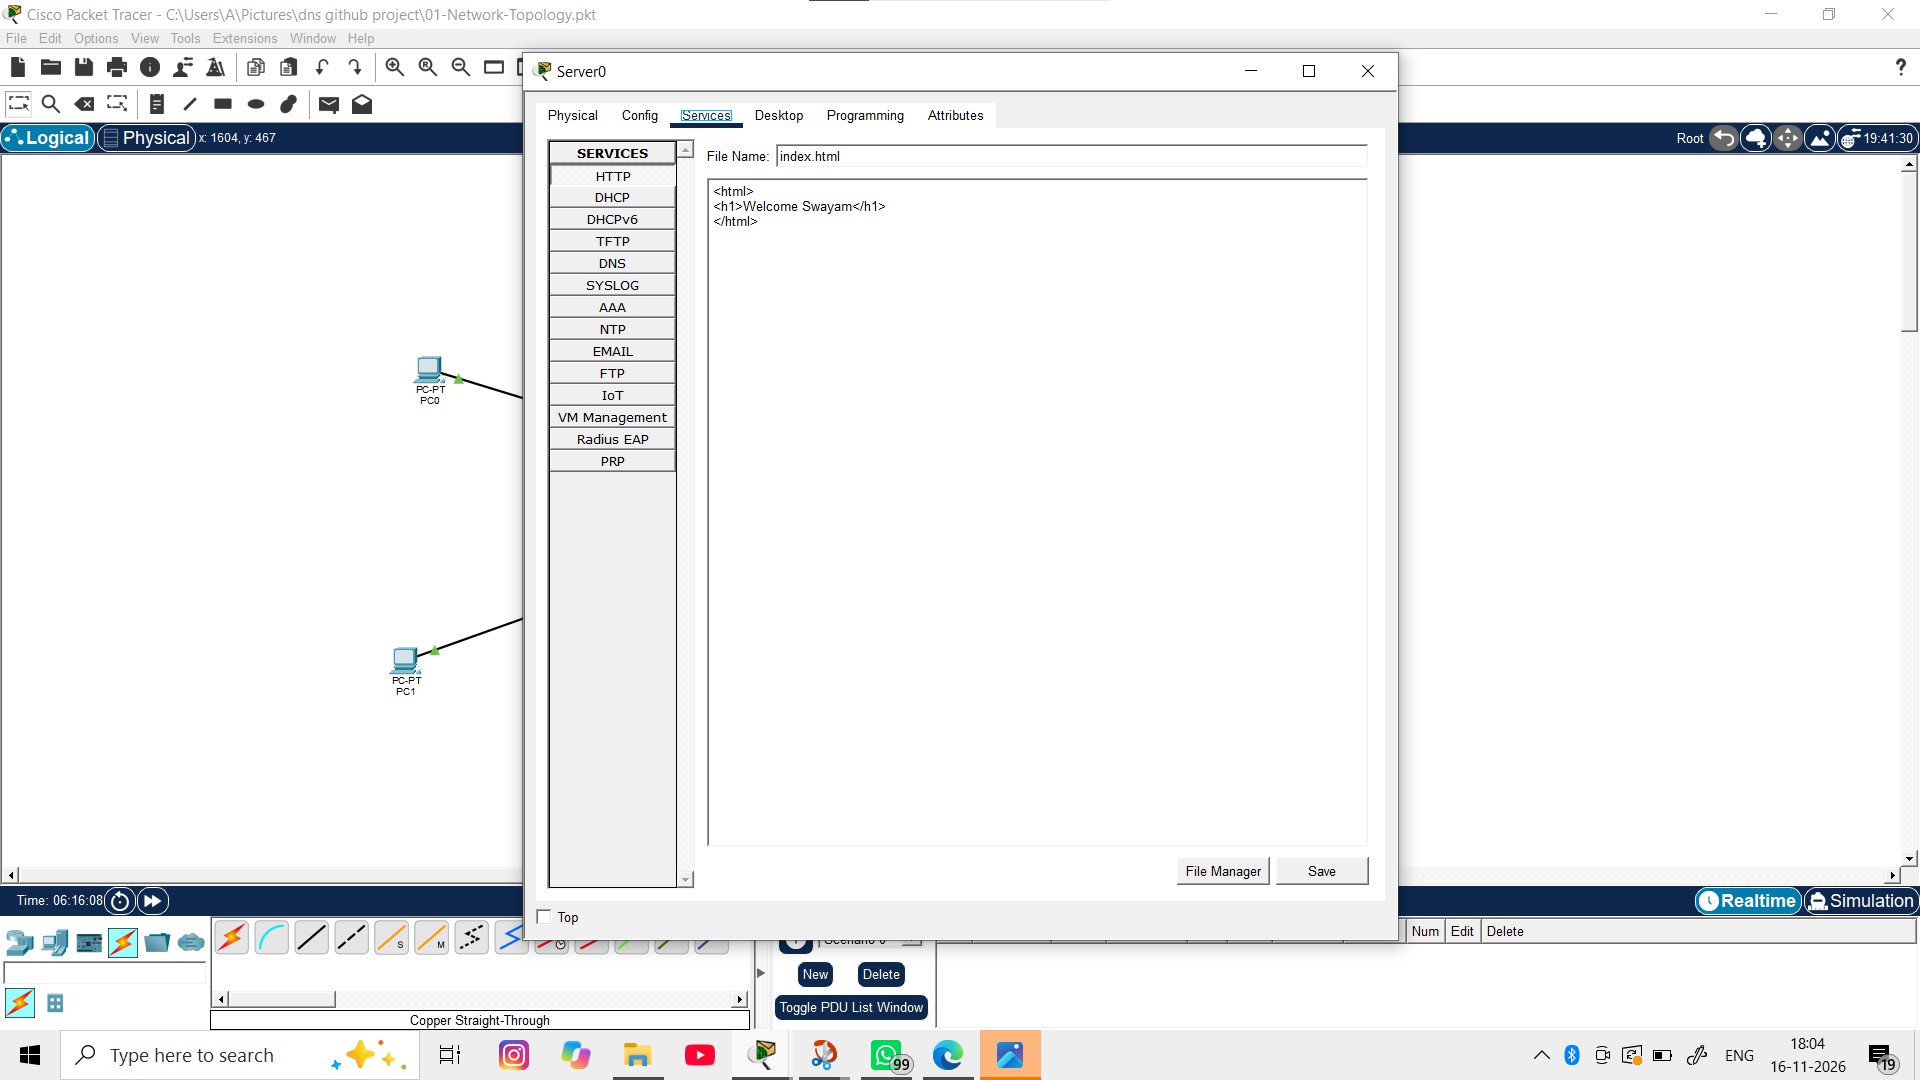 Cisco Packet Tracer - C:\Users\A\Pictures\dns github project\01-Network-Topology.pkt
File Edit Options View Tools Extensions Window Help
Server0
Physical Config Services Desktop Programming Attributes
Logical Physical x: 1604, y: 467
Root 19:41:30
SERVICES
HTTP
DHCP
DHCPv6
TFTP
DNS
SYSLOG
AAA
NTP
EMAIL
FTP
IoT
VM Management
Radius EAP
PRP
File Name: index.html
<html>
<h1>Welcome Swayam</h1>
</html>
PC-PT
PC0
PC-PT
PC1
File Manager Save
Top
Time: 06:16:08
Realtime Simulation
Num Edit Delete
New Delete
Toggle PDU List Window
S M
Copper Straight-Through
Type here to search
99
ENG
18:04
16-11-2026
19